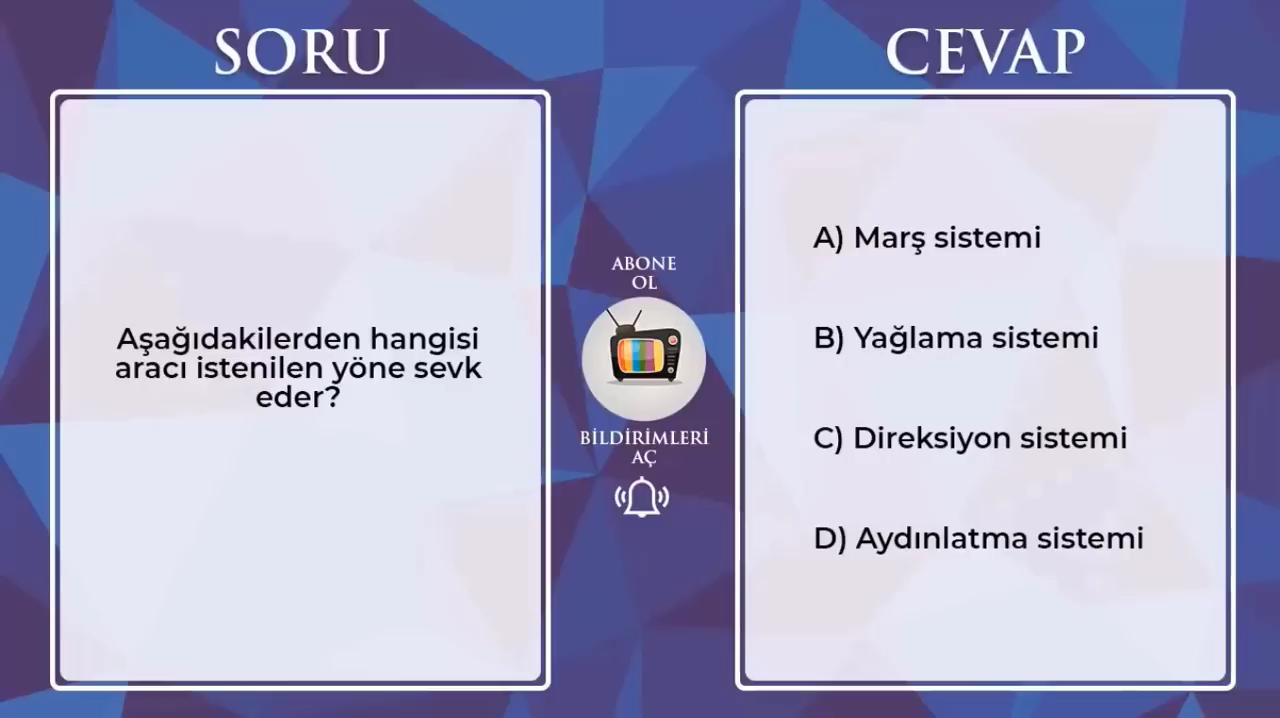 SORU
Aşağıdakilerden hangisi
aracı istenilen yöne sevk
eder?
ABONE
OL
BİLDİRİMLERİ
AÇ
CEVAP
A) Marş sistemi
B) Yağlama sistemi
C) Direksiyon sistemi
D) Aydınlatma sistemi